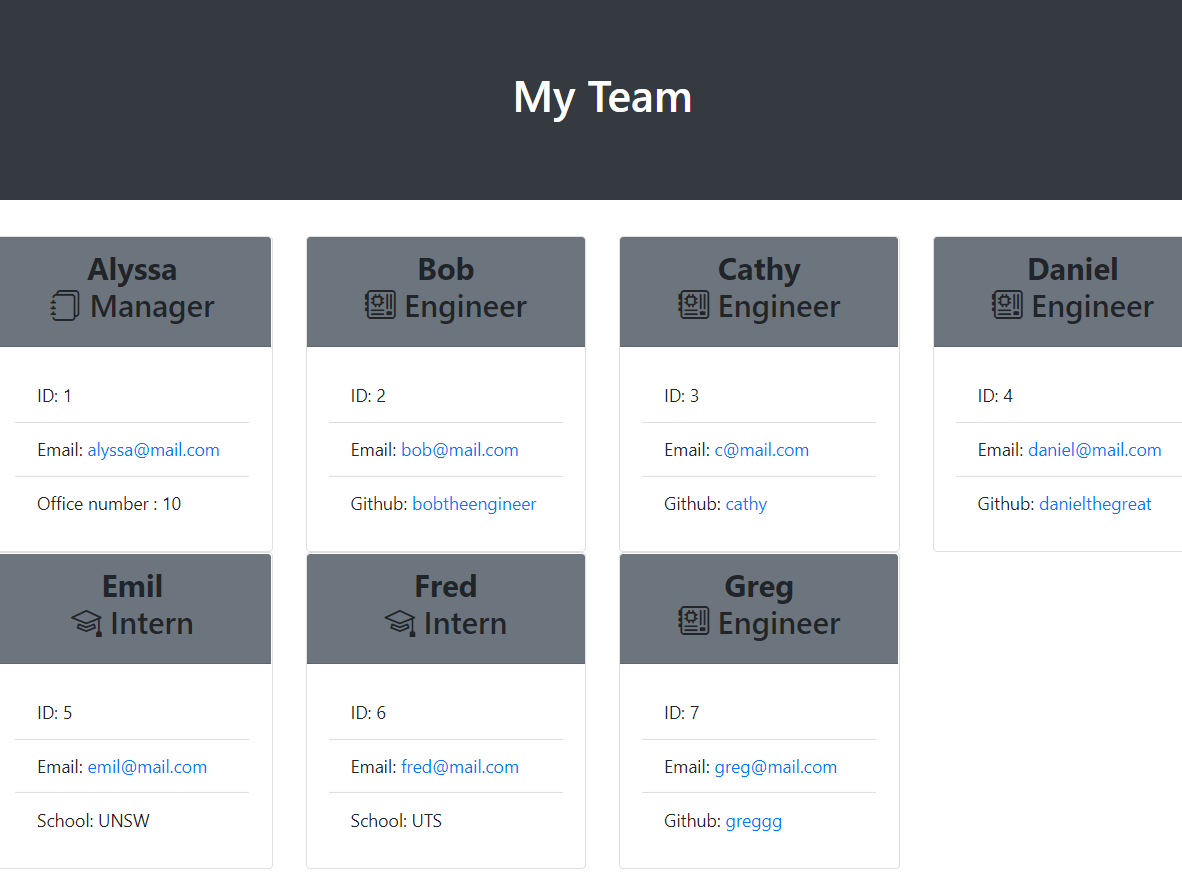 My Team
Alyssa
Manager
ID: 1
Email: alyssa@mail.com
Office number : 10
Bob
Engineer
ID: 2
Email: bob@mail.com
Github: bobtheengineer
Cathy
Engineer
ID: 3
Email: c@mail.com
Github: cathy
Daniel
Engineer
ID: 4
Email: daniel@mail.com
Github: danielthegreat
Emil
Intern
ID: 5
Email: emil@mail.com
School: UNSW
Fred
Intern
ID: 6
Email: fred@mail.com
School: UTS
Greg
Engineer
ID: 7
Email: greg@mail.com
Github: greggg